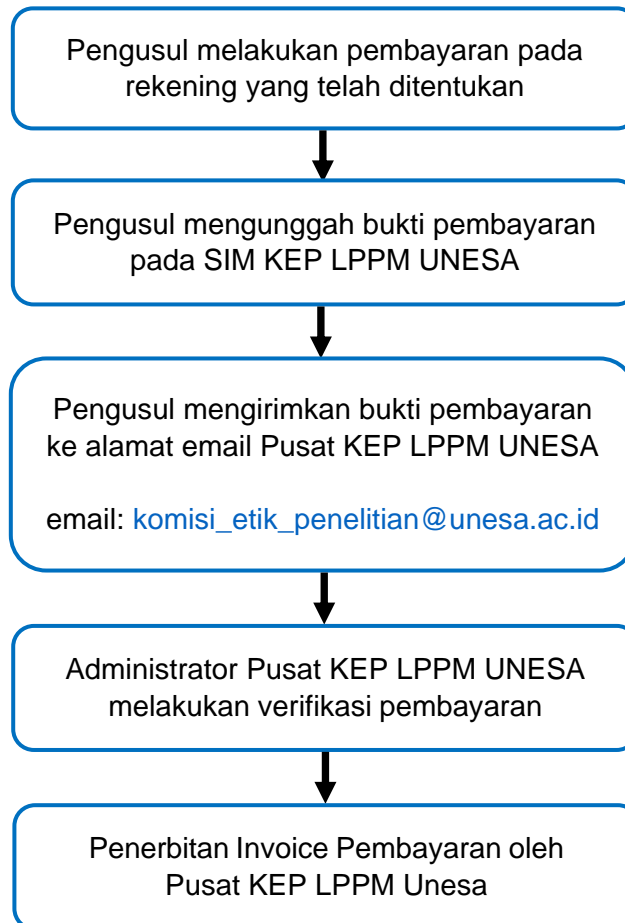 Pengusul melakukan pembayaran pada
rekening yang telah ditentukan
Pengusul mengunggah bukti pembayaran
pada SIM KEP LPPM UNESA
Pengusul mengirimkan bukti pembayaran
ke alamat email Pusat KEP LPPM UNESA
email: komisi_etik_penelitian@unesa.ac.id
Administrator Pusat KEP LPPM UNESA
melakukan verifikasi pembayaran
Penerbitan Invoice Pembayaran oleh
Pusat KEP LPPM Unesa